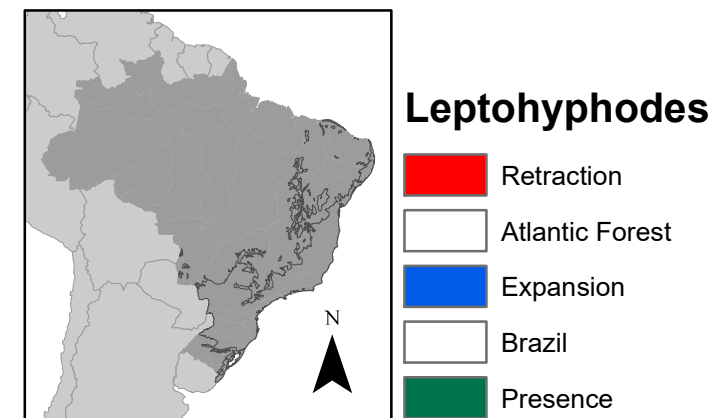 Leptohyphodes
Retraction
Atlantic Forest
Expansion
Brazil
Presence
N